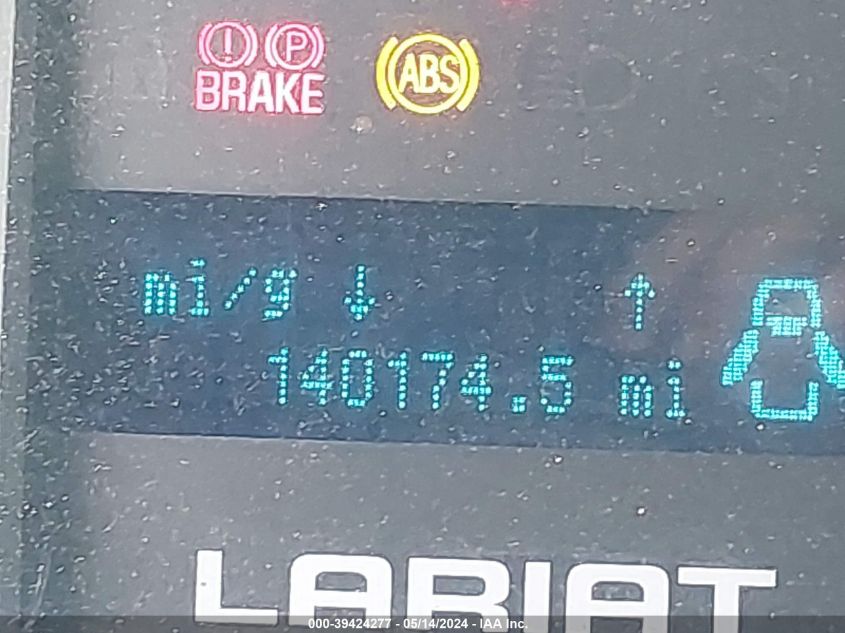 ! P
BRAKE
ABS
mi/g ↓ ↑
140174.5 mi
LARIAT
000-39424277 - 05/14/2024 - IAA Inc.